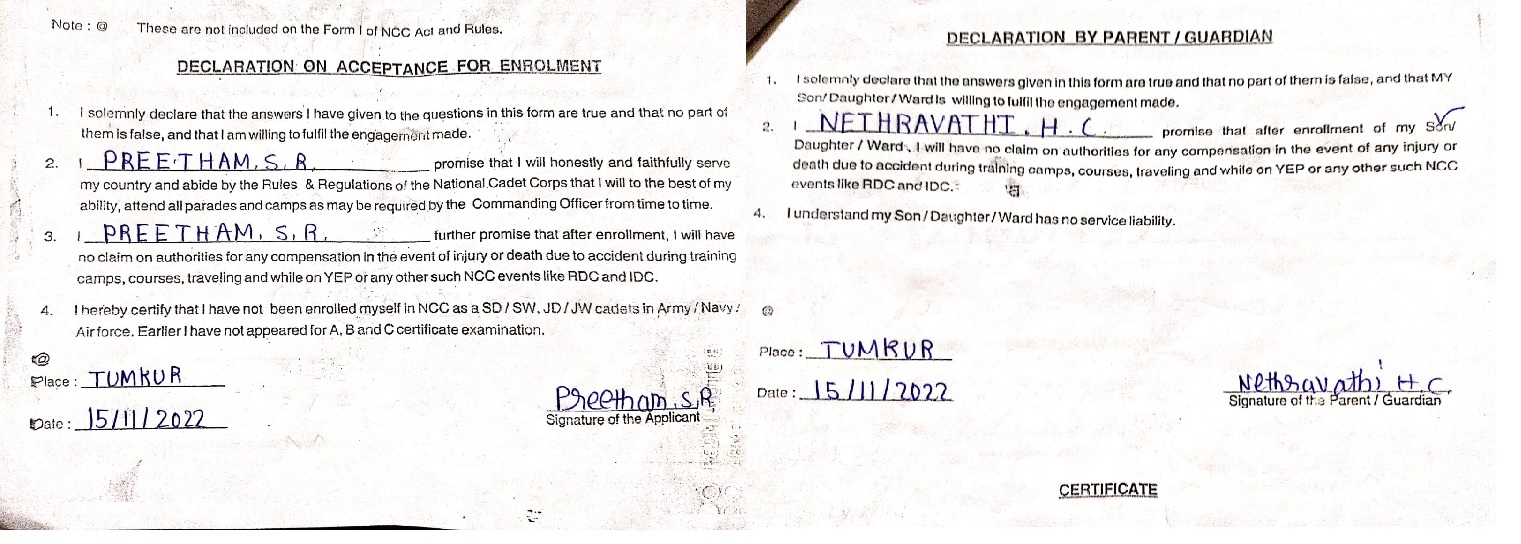 Note : @ These are not included on the Form I of NCC Act and Rules.
DECLARATION ON ACCEPTANCE FOR ENROLMENT
1. I solemnly declare that the answers I have given to the questions in this form are true and that no part of
them is false, and that I am willing to fulfil the engagement made.
2. I PREETHAM. S. R. promise that I will honestly and faithfully serve
my country and abide by the Rules & Regulations of the National Cadet Corps that I will to the best of my
ability, attend all parades and camps as may be required by the Commanding Officer from time to time.
3. I PREETHAM. S. R. further promise that after enrollment, I will have
no claim on authorities for any compensation in the event of injury or death due to accident during training
camps, courses, traveling and while on YEP or any other such NCC events like RDC and IDC.
4. I hereby certify that I have not been enrolled myself in NCC as a SD / SW, JD / JW cadets in Army / Navy /
Airforce. Earlier I have not appeared for A, B and C certificate examination.
@
Place : TUMKUR
Date : 15/11/2022
Preetham. S.R
Signature of the Applicant
DECLARATION BY PARENT / GUARDIAN
1. I solemnly declare that the answers given in this form are true and that no part of them is false, and that MY
Son/ Daughter / Ward is willing to fulfil the engagement made.
2. I NETHRAVATHI. H. C. promise that after enrollment of my Son/
Daughter / Ward, I will have no claim on authorities for any compensation in the event of any injury or
death due to accident during training camps, courses, traveling and while on YEP or any other such NCC
events like RDC and IDC.
4. I understand my Son / Daughter / Ward has no service liability.
@
Place : TUMKUR
Date : 15/11/2022
Nethravathi H. C.
Signature of the Parent / Guardian
CERTIFICATE